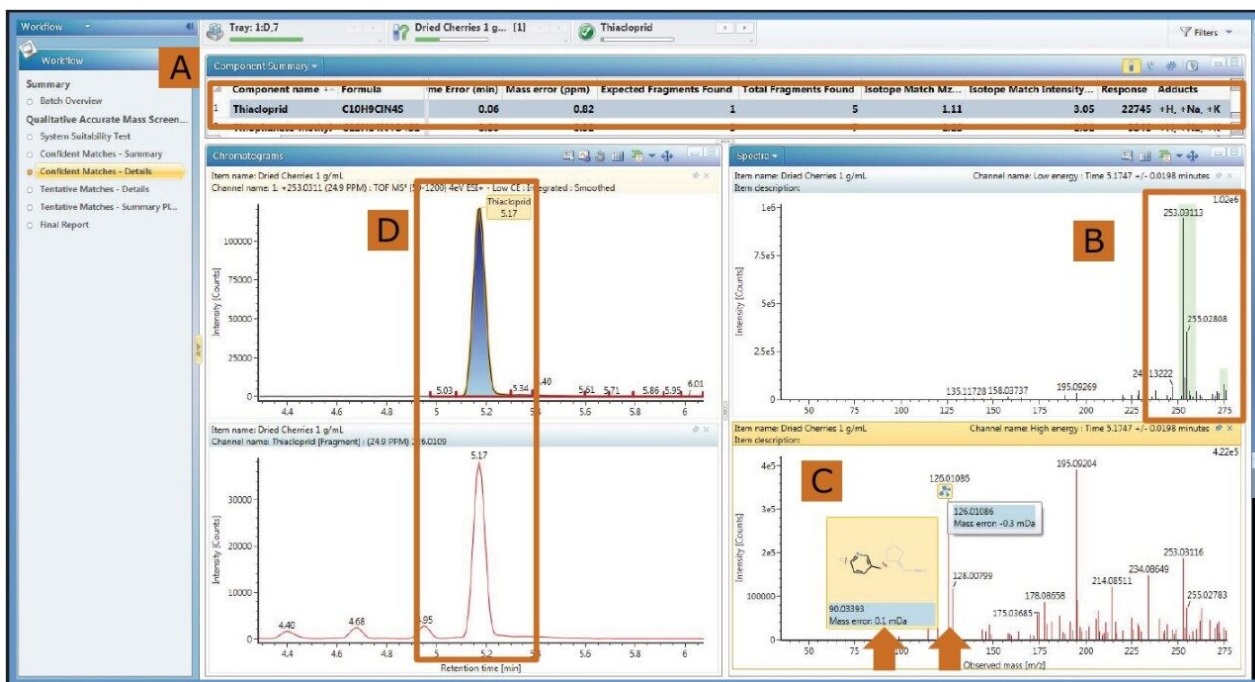 Workflow
Workflow
Summary
Batch Overview
Qualitative Accurate Mass Screen...
System Suitability Test
Confident Matches - Summary
Confident Matches - Details
Tentative Matches - Details
Tentative Matches - Summary Pl...
Final Report
A
Tray: 1:D,7
Dried Cherries 1 g... [1]
Thiacloprid
Filters
Component Summary
Component name Formula me Error (min) Mass error (ppm) Expected Fragments Found Total Fragments Found Isotope Match Mz... Isotope Match Intensity... Response Adducts
1 Thiacloprid C10H9ClN4S 0.06 0.82 1 5 1.11 3.05 22745 +H, +Na, +K
Chromatograms
Item name: Dried Cherries 1 g/mL
Channel name: 1: +253.0311 (24.9 PPM) : TOF MSᴱ (50-1200) 4eV ESI+ - Low CE : Integrated : Smoothed
D
Thiacloprid
5.17
Intensity [Counts]
100000
75000
50000
25000
0
5.03 5.34 5.61 5.71 5.86 5.95 6.01
4.4 4.6 4.8 5 5.2 5.4 5.6 5.8 6
Item name: Dried Cherries 1 g/mL
Channel name: Thiacloprid [Fragment] : (24.9 PPM)
5.17
Intensity [Counts]
30000
20000
10000
0
4.40 4.68
4.4 4.6 4.8 5 5.2 5.4 5.6 5.8 6
Retention time [min]
Spectra
Item name: Dried Cherries 1 g/mL Channel name: Low energy : Time 5.1747 +/- 0.0198 minutes
Item description:
1.02e6
B
253.03113
255.02808
Intensity [Counts]
1e6
7.5e5
5e5
2.5e5
0
135.11728 158.03737 195.09269
50 75 100 125 150 175 200 225 250 275
Item name: Dried Cherries 1 g/mL Channel name: High energy : Time 5.1747 +/- 0.0198 minutes
Item description:
4.22e5
C
126.01086
195.09204
126.01086
Mass error: -0.3 mDa
90.03393
Mass error: 0.1 mDa
128.00799
175.03685
178.08658
214.08511
234.08649
253.03116
255.02783
Intensity [Counts]
4e5
3e5
2e5
100000
0
50 75 100 125 150 175 200 225 250 275
Observed mass [m/z]